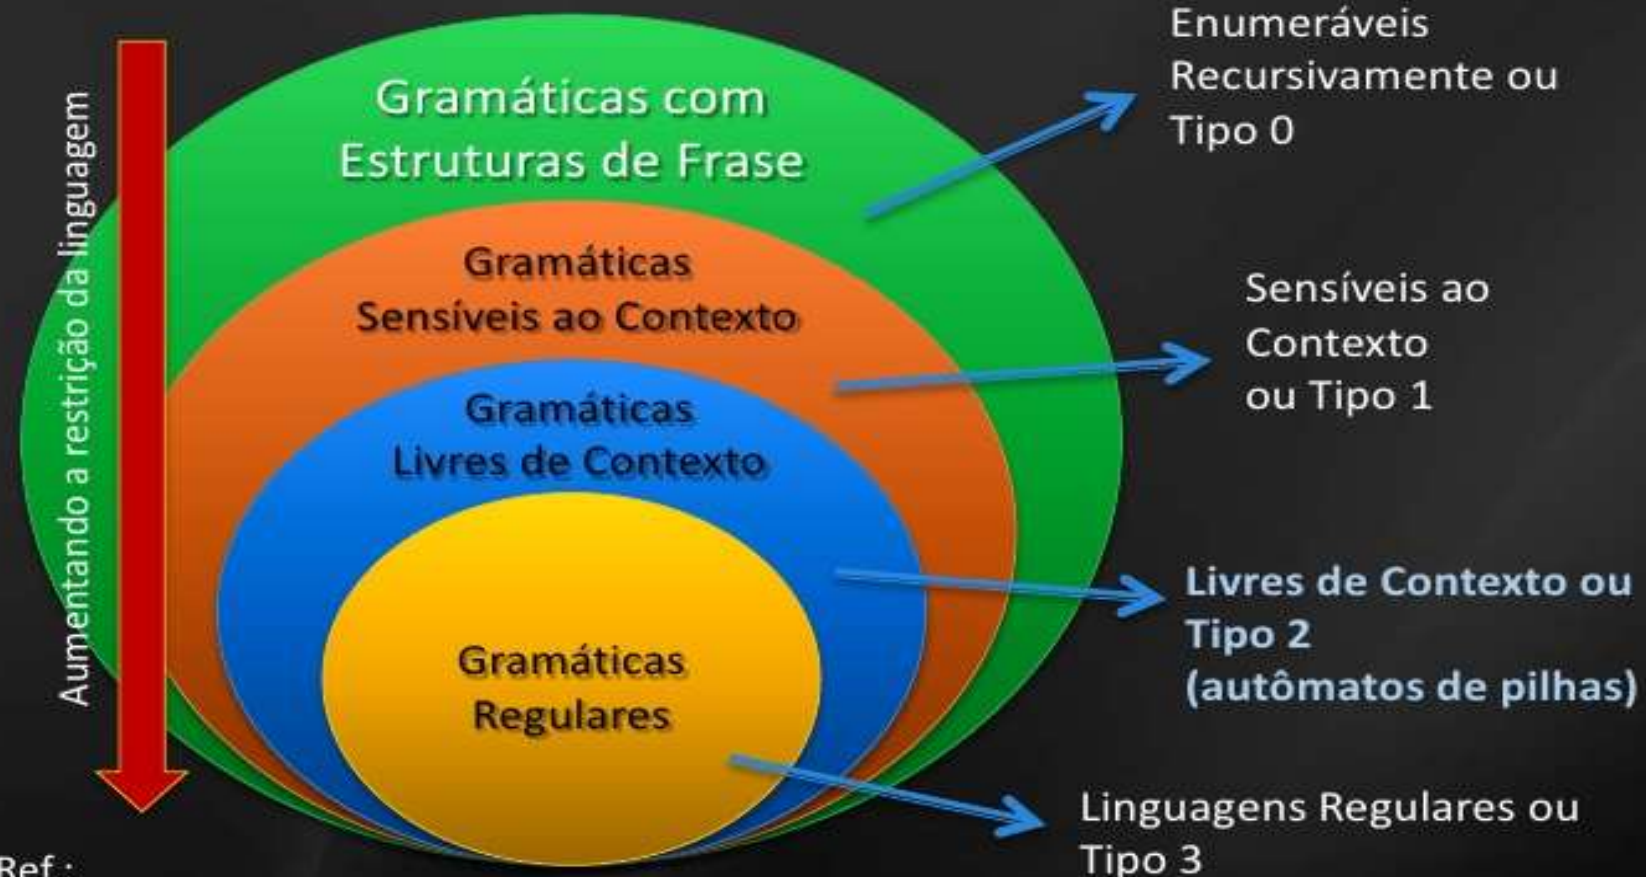 Aumentando a restrição da linguagem
Gramáticas com
Estruturas de Frase
Gramáticas
Sensíveis ao Contexto
Gramáticas
Livres de Contexto
Gramáticas
Regulares
Enumeráveis
Recursivamente ou
Tipo 0
Sensíveis ao
Contexto
ou Tipo 1
Livres de Contexto ou
Tipo 2
(autômatos de pilhas)
Linguagens Regulares ou
Tipo 3
Ref.: